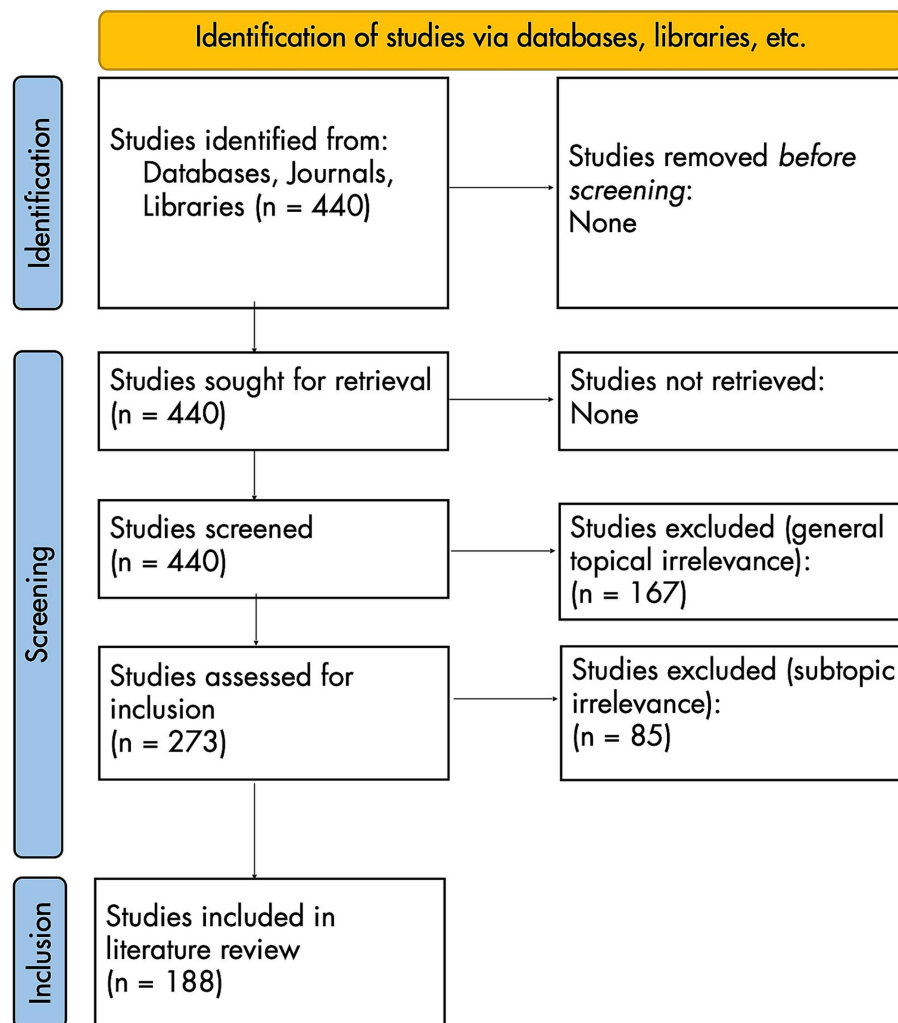 Identification of studies via databases, libraries, etc.
Identification
Studies identified from:
Databases, Journals,
Libraries (n = 440)
Studies removed before
screening:
None
Screening
Studies sought for retrieval
(n = 440)
Studies not retrieved:
None
Studies screened
(n = 440)
Studies excluded (general
topical irrelevance):
(n = 167)
Studies assessed for
inclusion
(n = 273)
Studies excluded (subtopic
irrelevance):
(n = 85)
Inclusion
Studies included in
literature review
(n = 188)